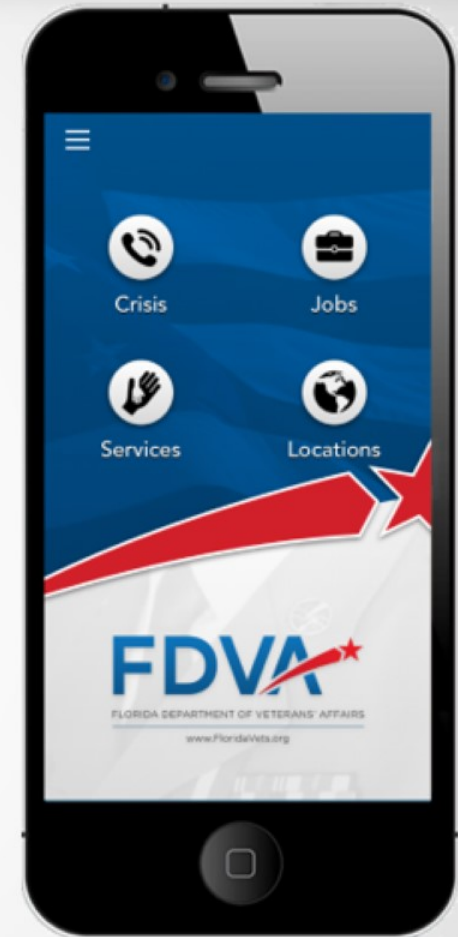 Crisis
Jobs
Services
Locations
FDVA
FLORIDA DEPARTMENT OF VETERANS' AFFAIRS
www.FloridaVets.org